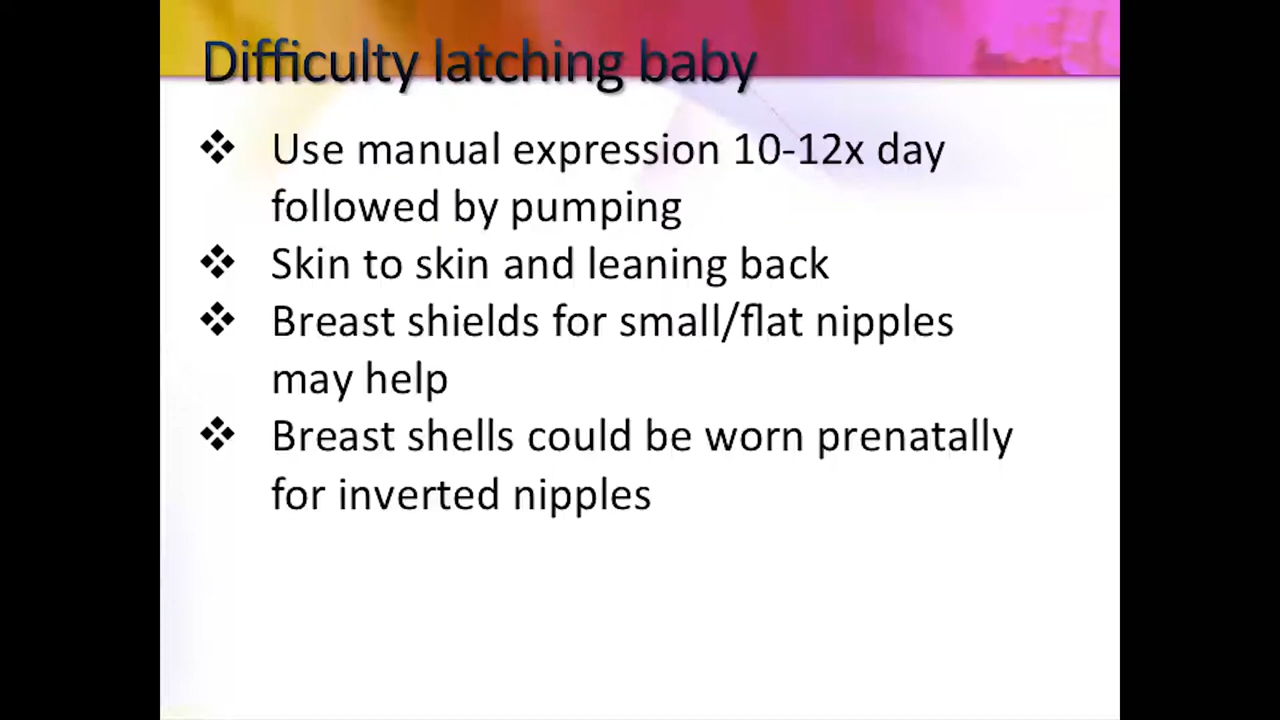 Difficulty latching baby
❖ Use manual expression 10-12x day
followed by pumping
❖ Skin to skin and leaning back
❖ Breast shields for small/flat nipples
may help
❖ Breast shells could be worn prenatally
for inverted nipples